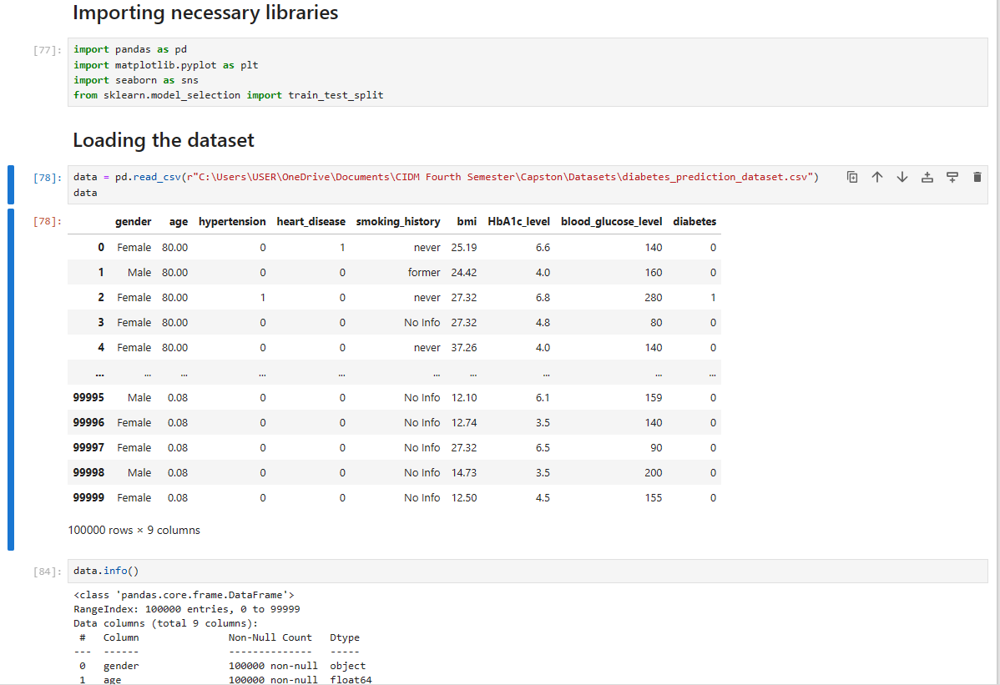 Importing necessary libraries
[77]:
import pandas as pd
import matplotlib.pyplot as plt
import seaborn as sns
from sklearn.model_selection import train_test_split
Loading the dataset
[78]:
data = pd.read_csv(r"C:\Users\USER\OneDrive\Documents\CIDM Fourth Semester\Capston\Datasets\diabetes_prediction_dataset.csv")
data
[78]:
gender age hypertension heart_disease smoking_history bmi HbA1c_level blood_glucose_level diabetes
0 Female 80.00 0 1 never 25.19 6.6 140 0
1 Male 80.00 0 0 former 24.42 4.0 160 0
2 Female 80.00 1 0 never 27.32 6.8 280 1
3 Female 80.00 0 0 No Info 27.32 4.8 80 0
4 Female 80.00 0 0 never 37.26 4.0 140 0
... ... ... ... ... ... ... ... ... ...
99995 Male 0.08 0 0 No Info 12.10 6.1 159 0
99996 Female 0.08 0 0 No Info 12.74 3.5 140 0
99997 Female 0.08 0 0 No Info 27.32 6.5 90 0
99998 Male 0.08 0 0 No Info 14.73 3.5 200 0
99999 Female 0.08 0 0 No Info 12.50 4.5 155 0
100000 rows × 9 columns
[84]:
data.info()
<class 'pandas.core.frame.DataFrame'>
RangeIndex: 100000 entries, 0 to 99999
Data columns (total 9 columns):
# Column Non-Null Count Dtype
--- ------ -------------- -----
0 gender 100000 non-null object
1 age 100000 non-null float64